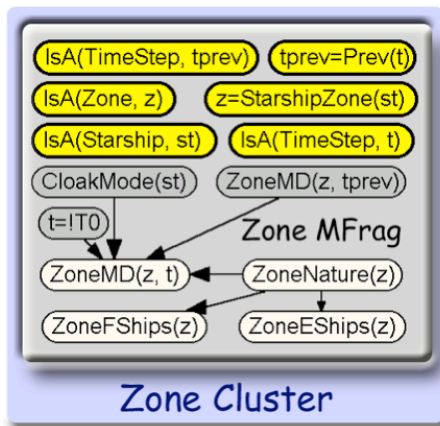 IsA(TimeStep, tprev) tprev=Prev(t)
IsA(Zone, z) z=StarshipZone(st)
IsA(Starship, st) IsA(TimeStep, t)
CloakMode(st) ZoneMD(z, tprev)
t=!T0 Zone MFrag
ZoneMD(z, t) ZoneNature(z)
ZoneFShips(z) ZoneEShips(z)
Zone Cluster